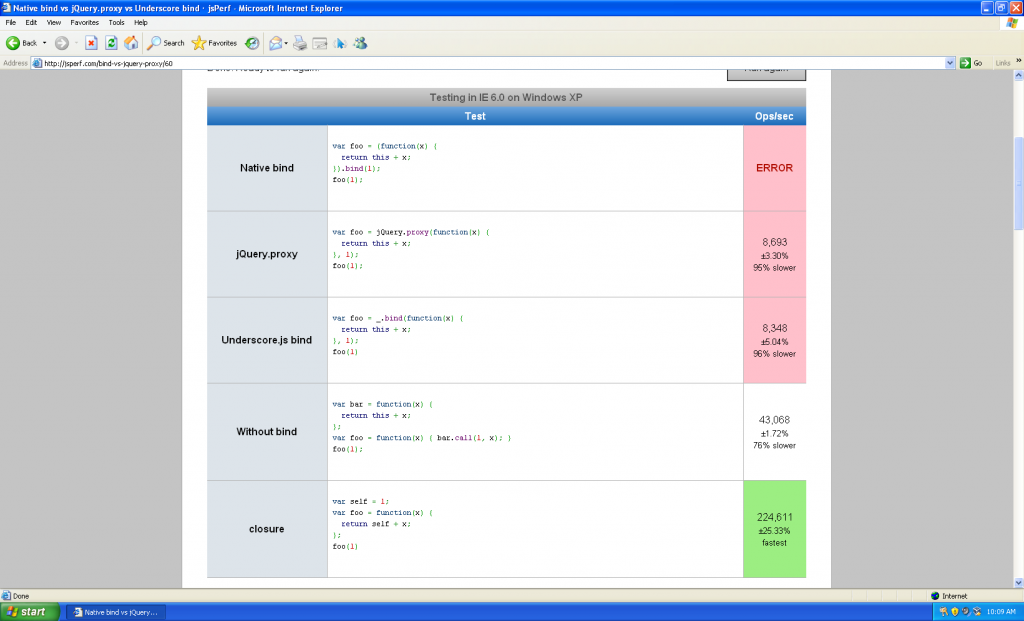 Native bind vs jQuery.proxy vs Underscore bind · jsPerf - Microsoft Internet Explorer
File Edit View Favorites Tools Help
Back Search Favorites
Address http://jsperf.com/bind-vs-jquery-proxy/60 Go Links »
Testing in IE 6.0 on Windows XP
Test Ops/sec
Native bind
var foo = (function(x) {
return this + x;
}).bind(1);
foo(1);
ERROR
jQuery.proxy
var foo = jQuery.proxy(function(x) {
return this + x;
}, 1);
foo(1);
8,693
±3.30%
95% slower
Underscore.js bind
var foo = _.bind(function(x) {
return this + x;
}, 1);
foo(1)
8,348
±5.04%
96% slower
Without bind
var bar = function(x) {
return this + x;
};
var foo = function(x) { bar.call(1, x); }
foo(1);
43,068
±1.72%
76% slower
closure
var self = 1;
var foo = function(x) {
return self + x;
};
foo(1)
224,611
±25.33%
fastest
Done Internet
start Native bind vs jQuery... 10:09 AM